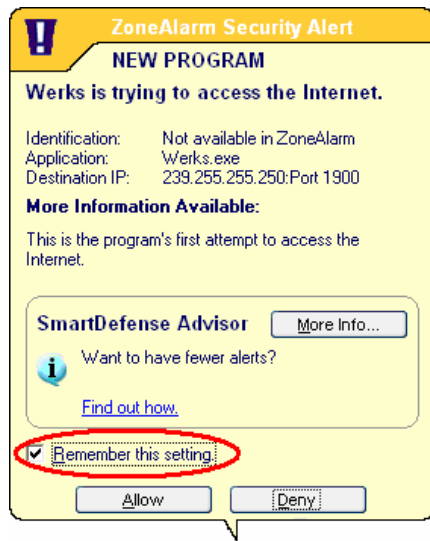 ZoneAlarm Security Alert
NEW PROGRAM
Werks is trying to access the Internet.
Identification: Not available in ZoneAlarm
Application: Werks.exe
Destination IP: 239.255.255.250:Port 1900
More Information Available:
This is the program's first attempt to access the
Internet.
SmartDefense Advisor More Info...
Want to have fewer alerts?
Find out how.
Remember this setting.
Allow Deny